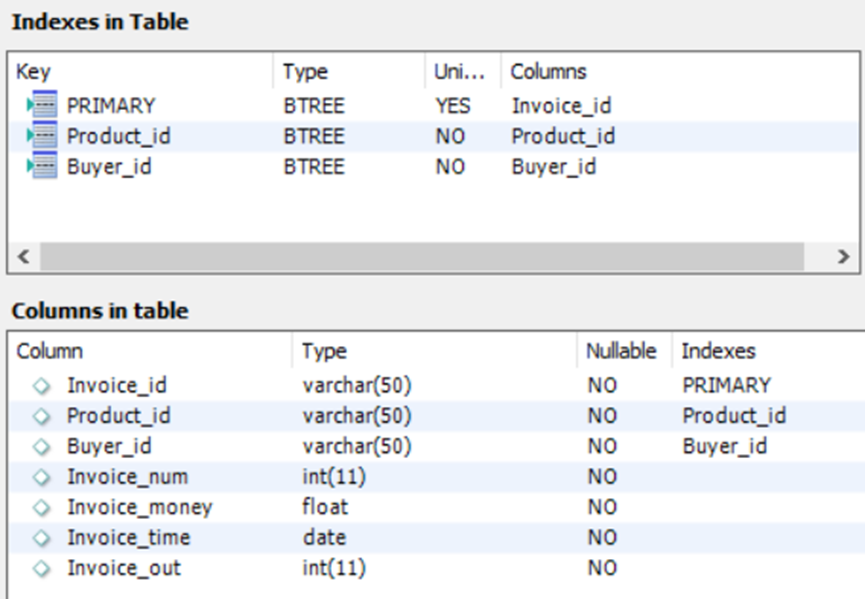 Indexes in Table
Key Type Uni... Columns
PRIMARY BTREE YES Invoice_id
Product_id BTREE NO Product_id
Buyer_id BTREE NO Buyer_id
Columns in table
Column Type Nullable Indexes
Invoice_id varchar(50) NO PRIMARY
Product_id varchar(50) NO Product_id
Buyer_id varchar(50) NO Buyer_id
Invoice_num int(11) NO
Invoice_money float NO
Invoice_time date NO
Invoice_out int(11) NO